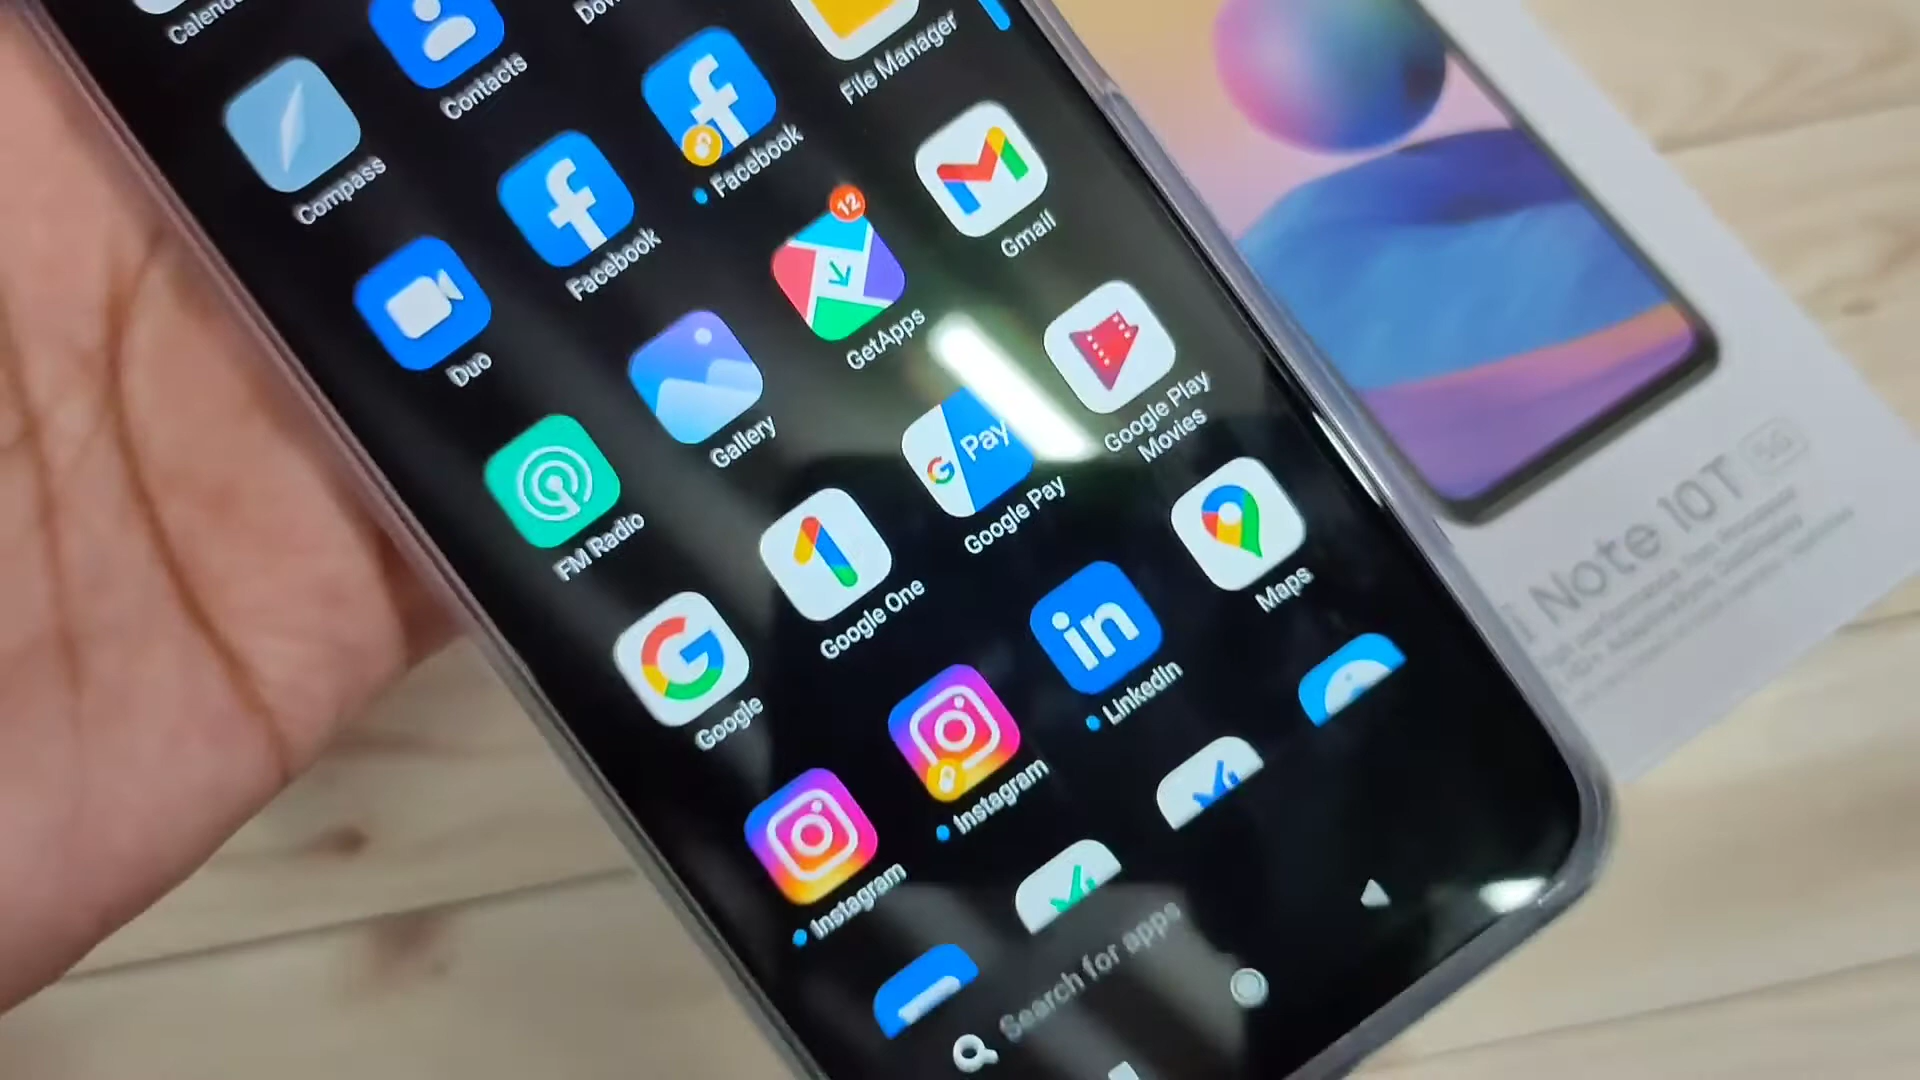 Contacts
File Manager
Compass
Facebook
Facebook
Gmail
12
Duo
Gallery
GetApps
Pay
Google Play
Movies
FM Radio
Google One
Google Pay
Maps
Google
Instagram
in
LinkedIn
Instagram
Search for apps
Note 10T 5G